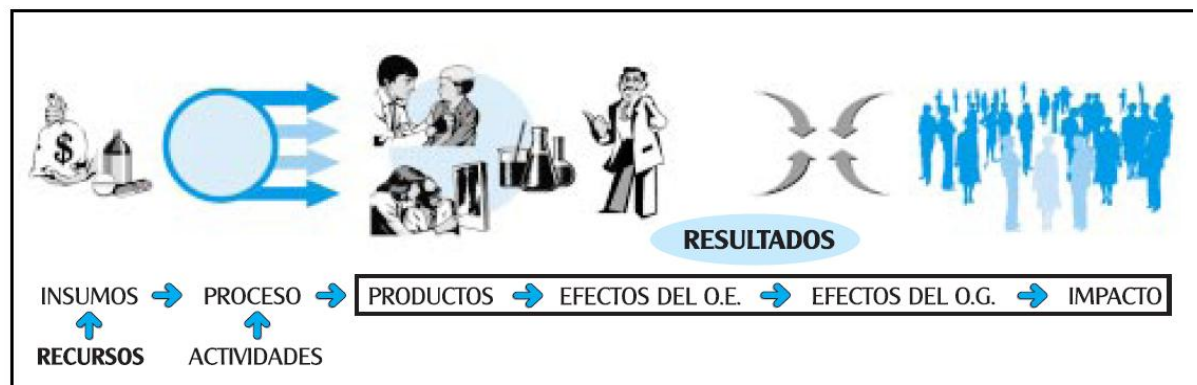 $
RESULTADOS
INSUMOS PROCESO PRODUCTOS EFECTOS DEL O.E. EFECTOS DEL O.G. IMPACTO
RECURSOS ACTIVIDADES